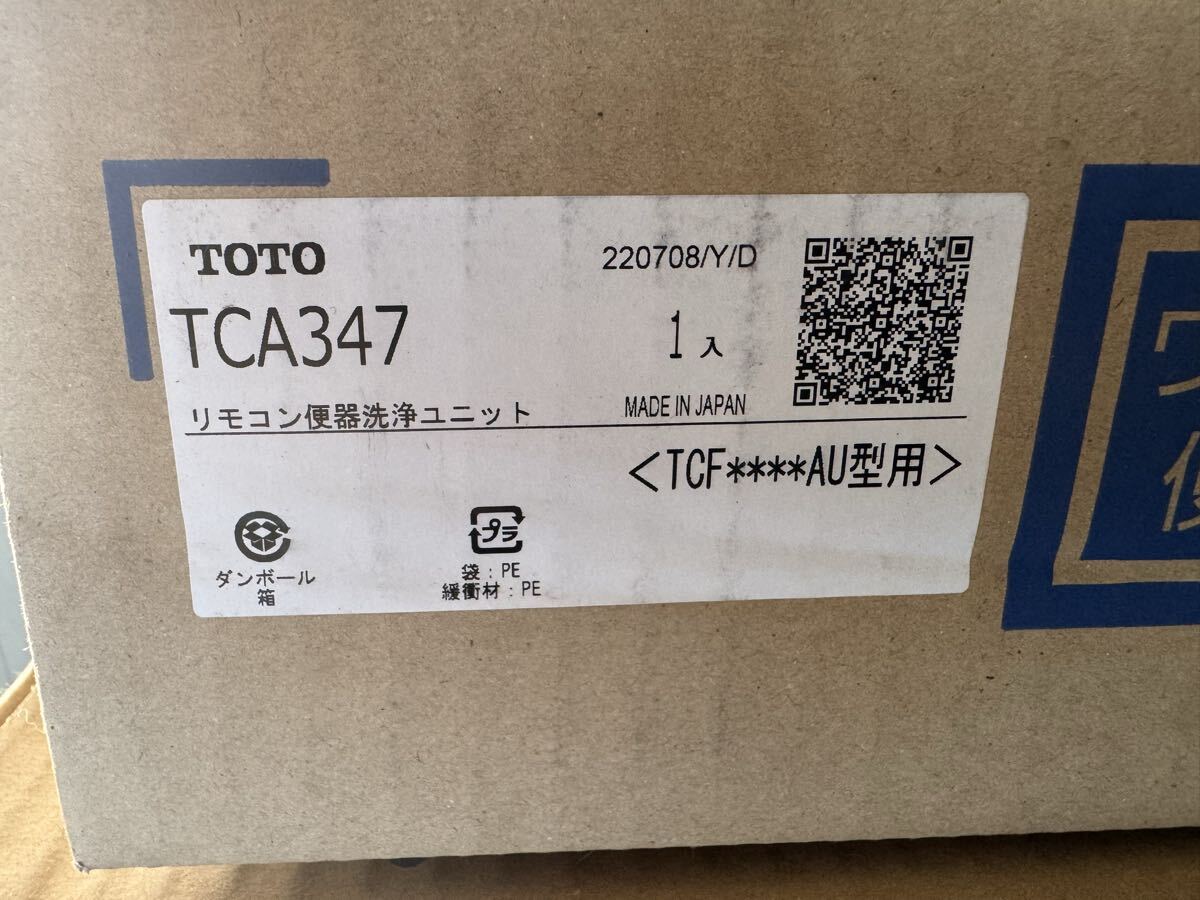 TOTO
220708/Y/D
TCA347
1入
リモコン便器洗浄ユニット
MADE IN JAPAN
<TCF****AU型用>
プラ
ダンボール
箱
袋:PE
緩衝材:PE